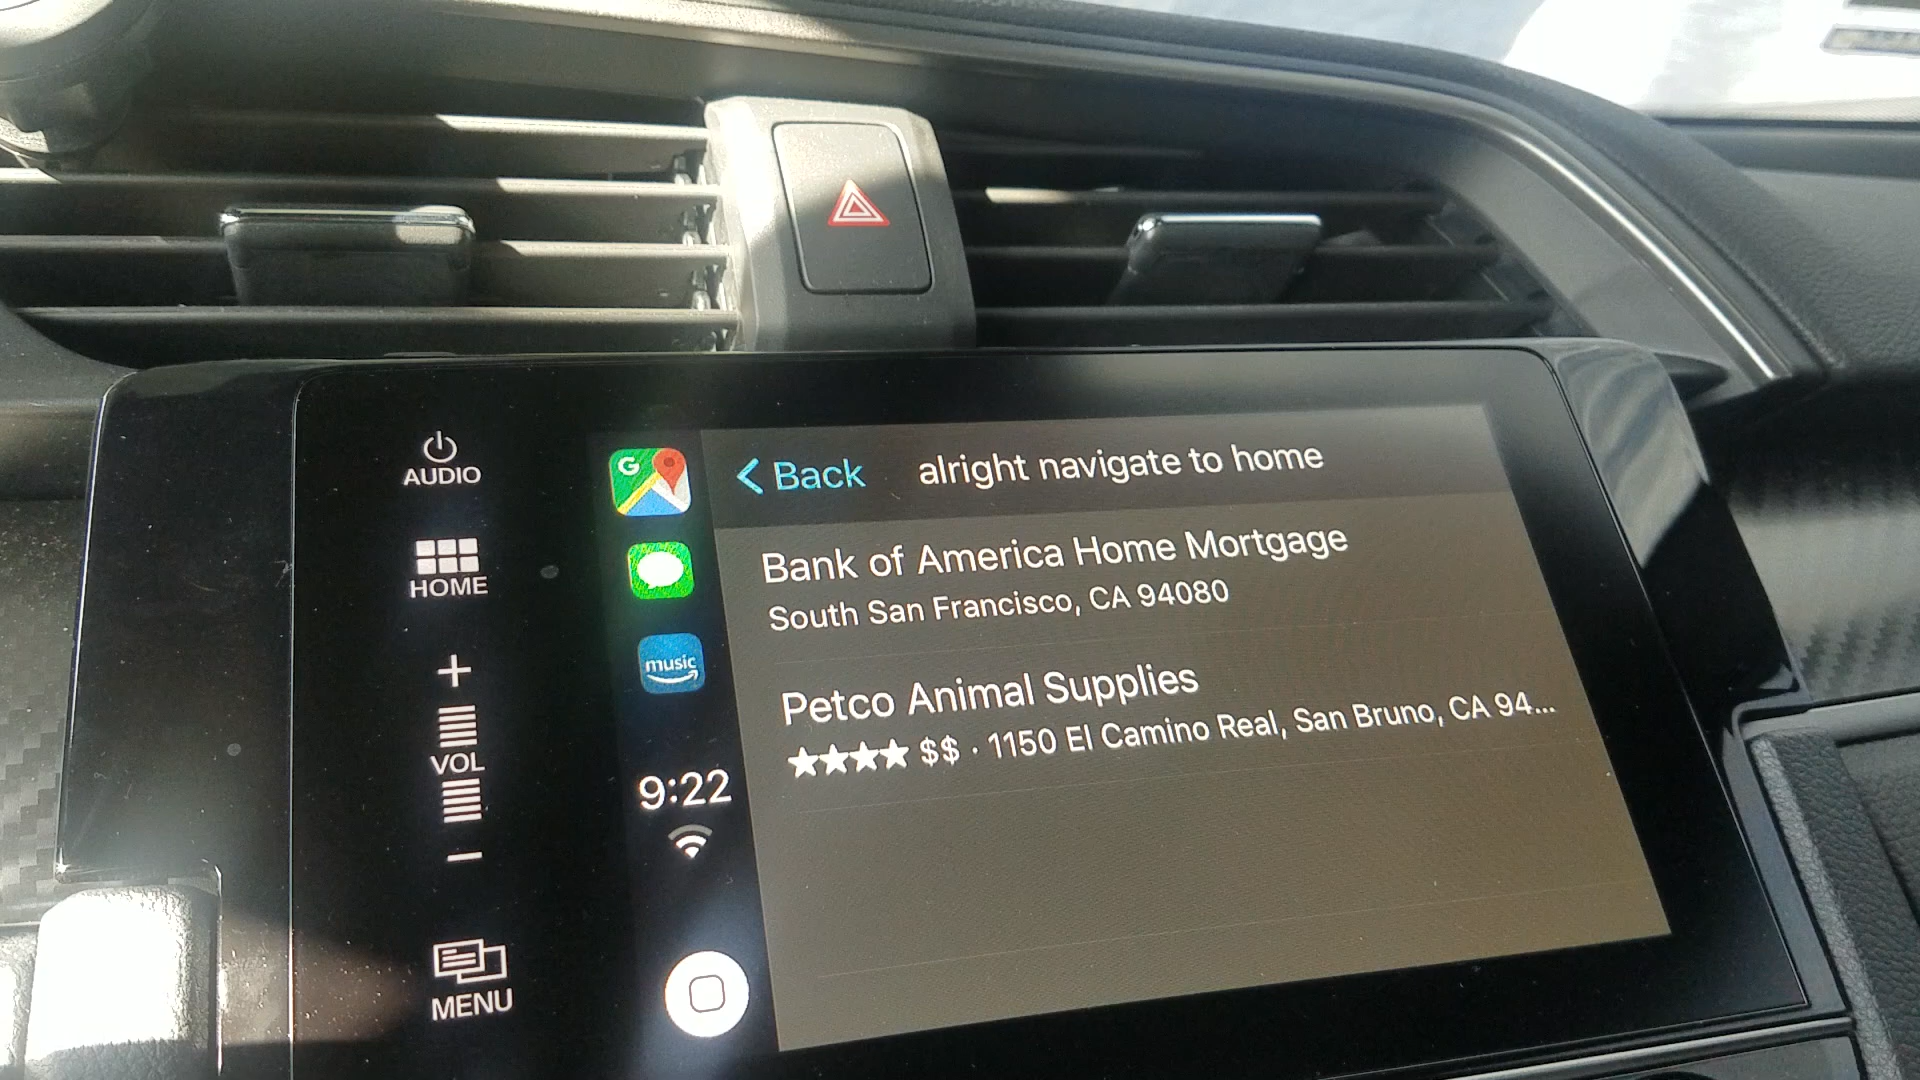 AUDIO
HOME
VOL
MENU
G
music
9:22
Back
alright navigate to home
Bank of America Home Mortgage
South San Francisco, CA 94080
Petco Animal Supplies
★★★★ $$ · 1150 El Camino Real, San Bruno, CA 94...